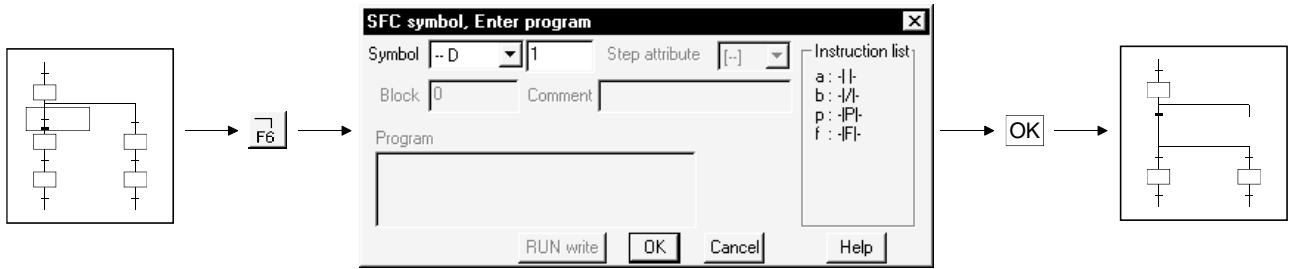 SFC symbol, Enter program
Symbol -- D 1 Step attribute [--]
Block 0 Comment
Program
Instruction list
a : -| |-
b : -|/|-
p : -|P|-
f : -|F|-
RUN write OK Cancel Help
F6
OK